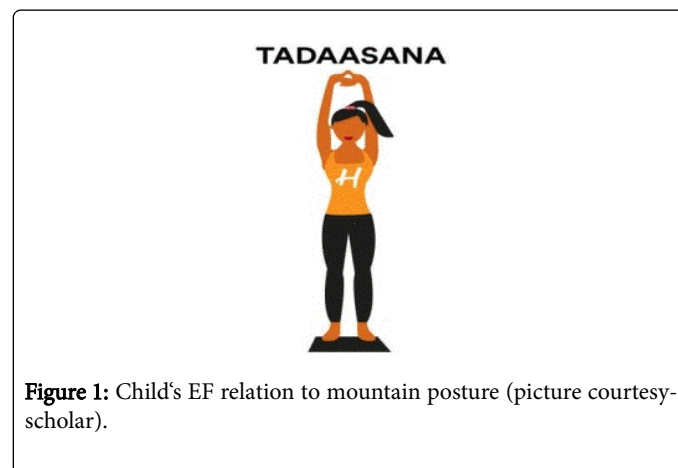 TADAASANA
H
Figure 1: Child‘s EF relation to mountain posture (picture courtesy-
scholar).